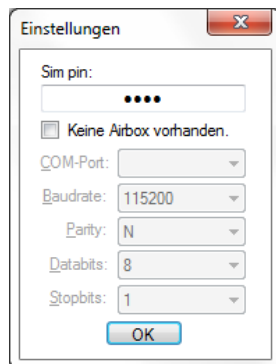 Einstellungen
Sim pin:
••••
Keine Airbox vorhanden.
COM-Port:
Baudrate: 115200
Parity: N
Databits: 8
Stopbits: 1
OK